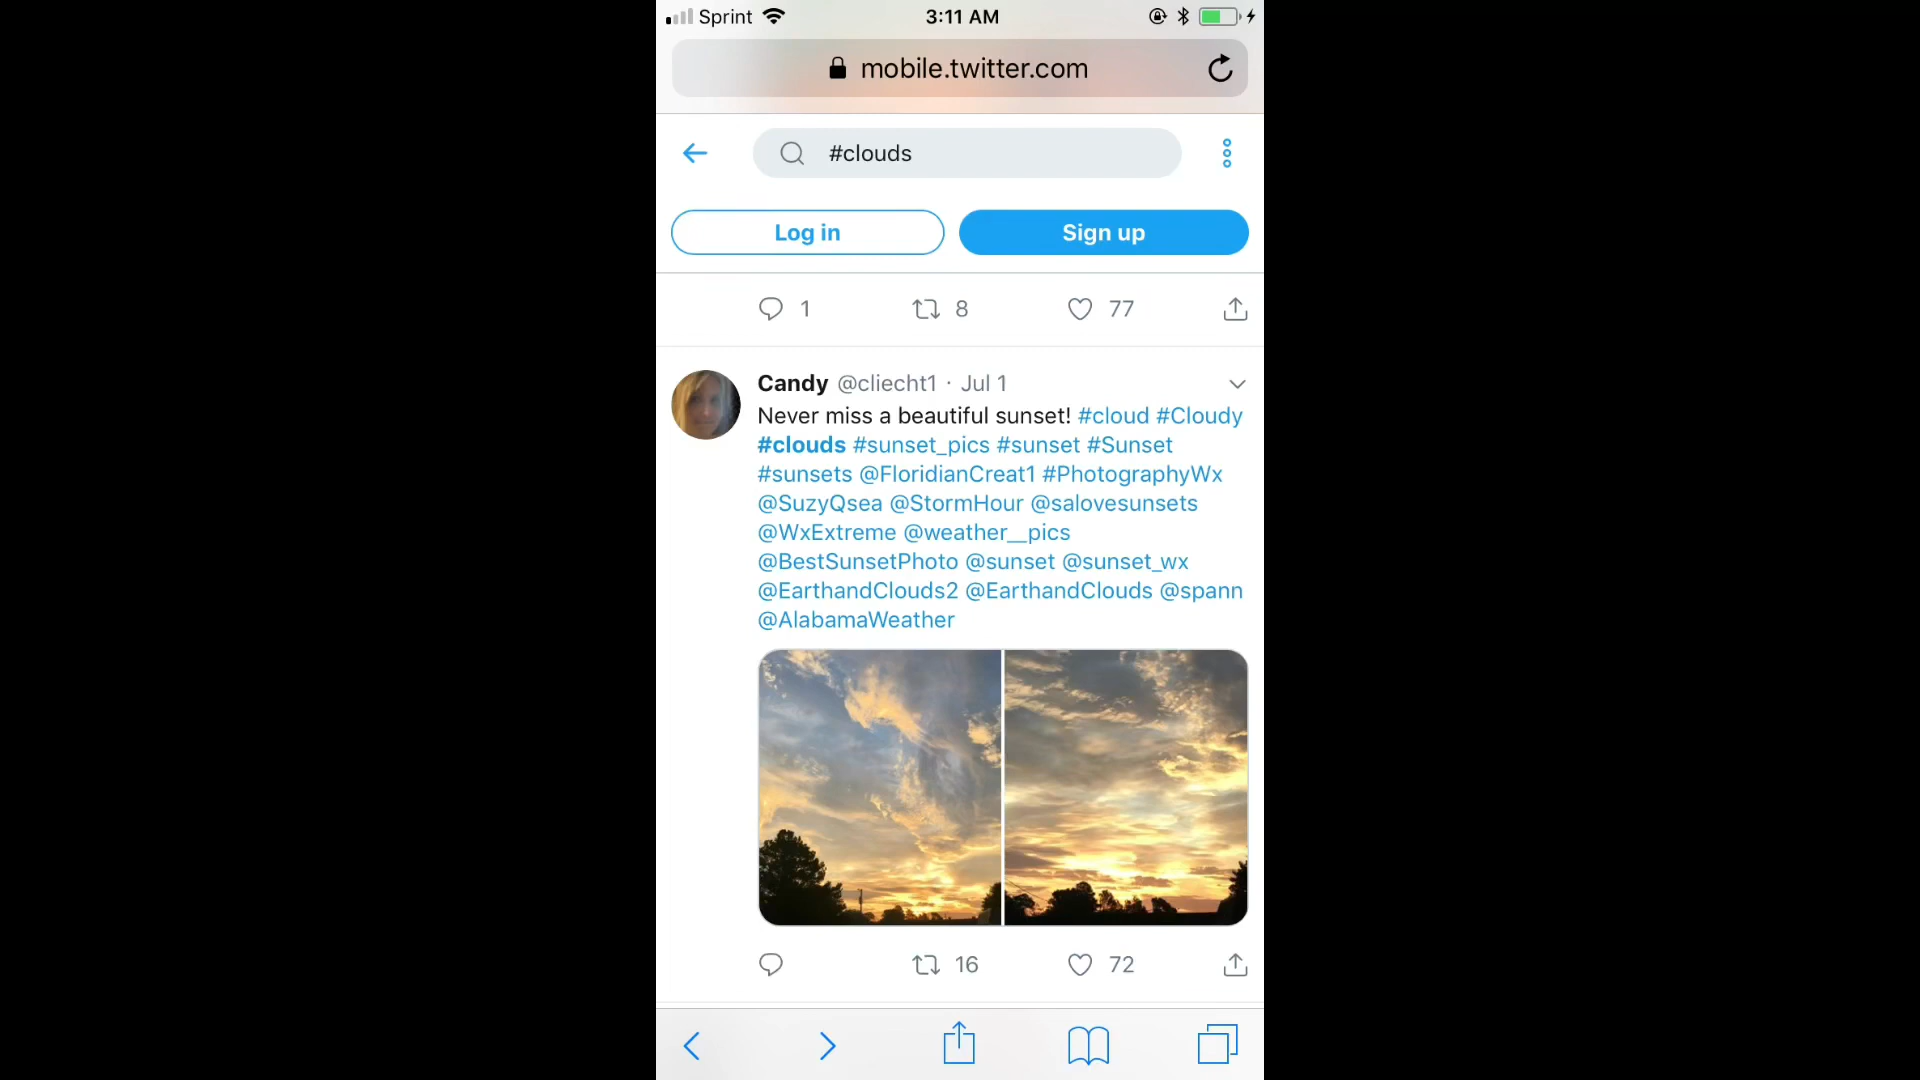 Sprint 3:11 AM
mobile.twitter.com
#clouds
Log in Sign up
1 8 77
Candy @cliecht1 · Jul 1
Never miss a beautiful sunset! #cloud #Cloudy
#clouds #sunset_pics #sunset #Sunset
#sunsets @FloridianCreat1 #PhotographyWx
@SuzyQsea @StormHour @salovesunsets
@WxExtreme @weather__pics
@BestSunsetPhoto @sunset @sunset_wx
@EarthandClouds2 @EarthandClouds @spann
@AlabamaWeather
16 72